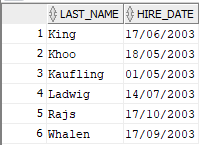 LAST_NAME HIRE_DATE
1 King 17/06/2003
2 Khoo 18/05/2003
3 Kaufling 01/05/2003
4 Ladwig 14/07/2003
5 Rajs 17/10/2003
6 Whalen 17/09/2003